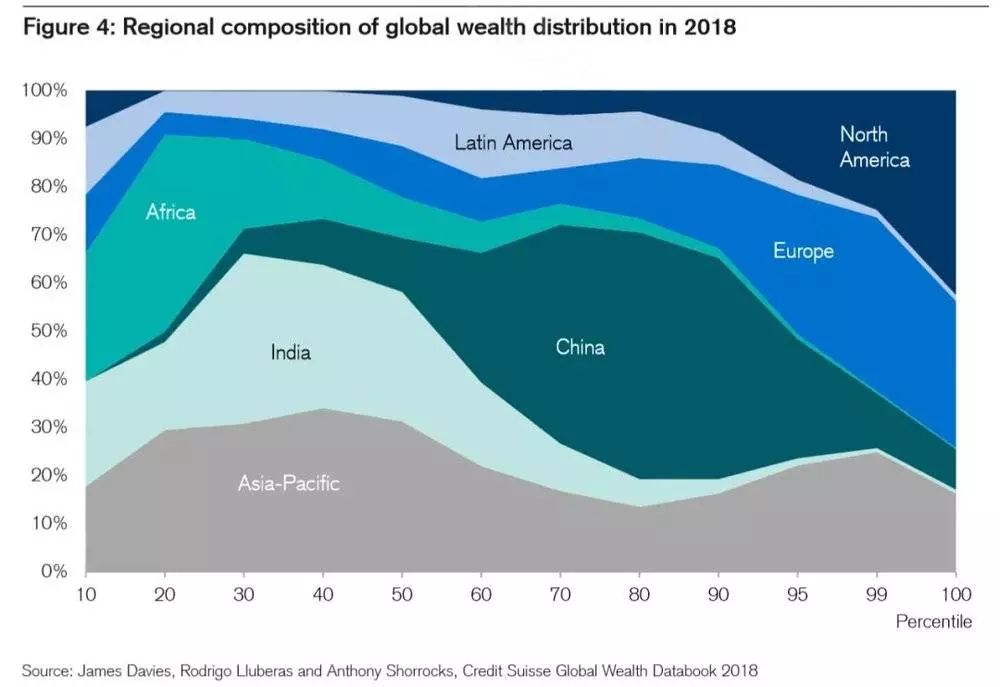 Figure 4: Regional composition of global wealth distribution in 2018
100%
90%
80%
70%
60%
50%
40%
30%
20%
10%
0%
North
America
Latin America
Africa
Europe
China
India
Asia-Pacific
10 20 30 40 50 60 70 80 90 95 99 100
Percentile
Source: James Davies, Rodrigo Lluberas and Anthony Shorrocks, Credit Suisse Global Wealth Databook 2018